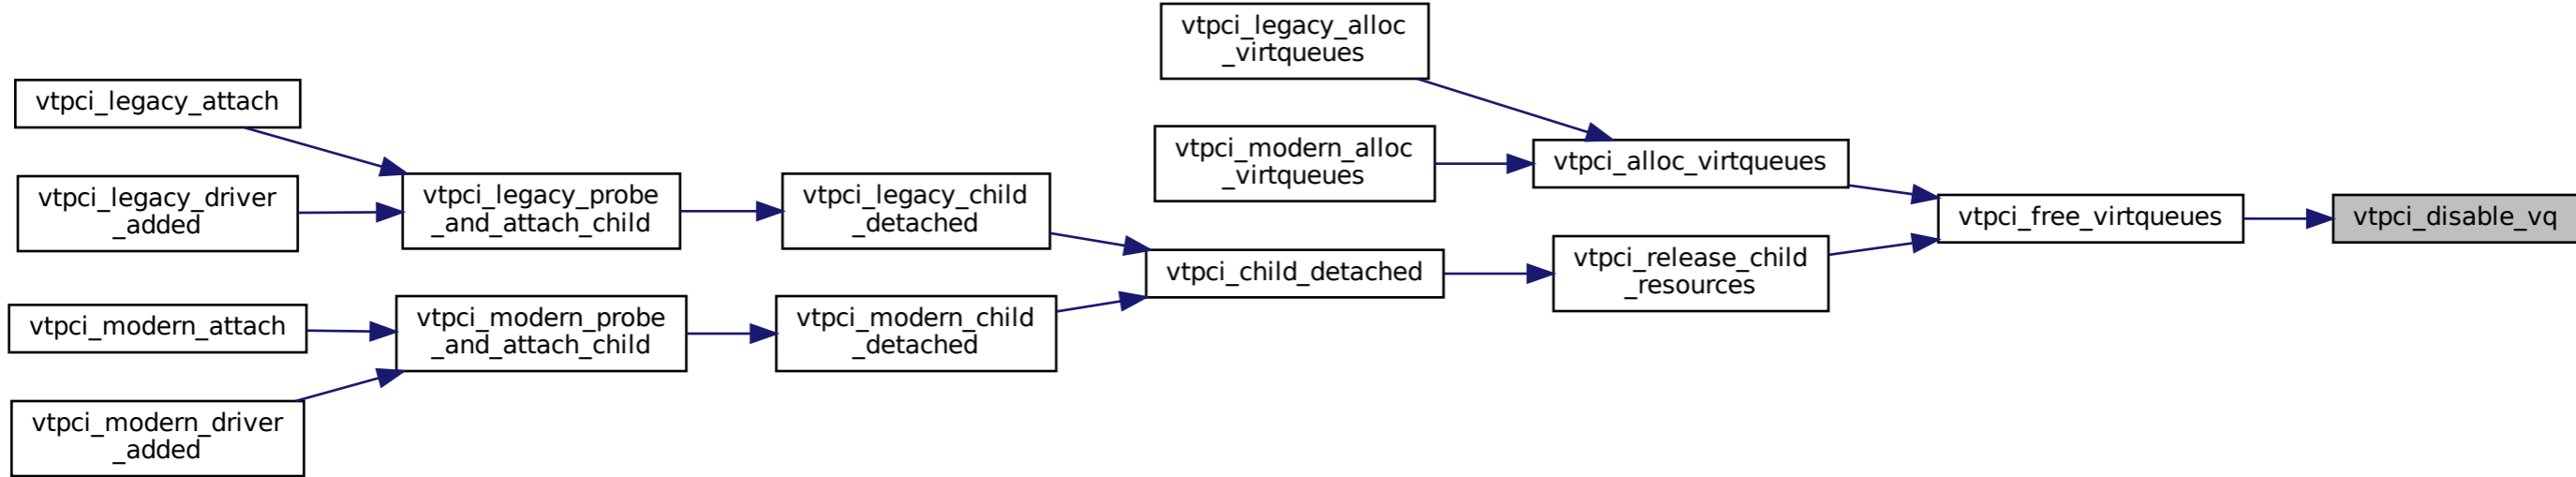 vtpci_legacy_attach
vtpci_legacy_driver
_added
vtpci_modern_attach
vtpci_modern_driver
_added
vtpci_legacy_probe
_and_attach_child
vtpci_modern_probe
_and_attach_child
vtpci_legacy_child
_detached
vtpci_modern_child
_detached
vtpci_legacy_alloc
_virtqueues
vtpci_modern_alloc
_virtqueues
vtpci_child_detached
vtpci_alloc_virtqueues
vtpci_release_child
_resources
vtpci_free_virtqueues
vtpci_disable_vq